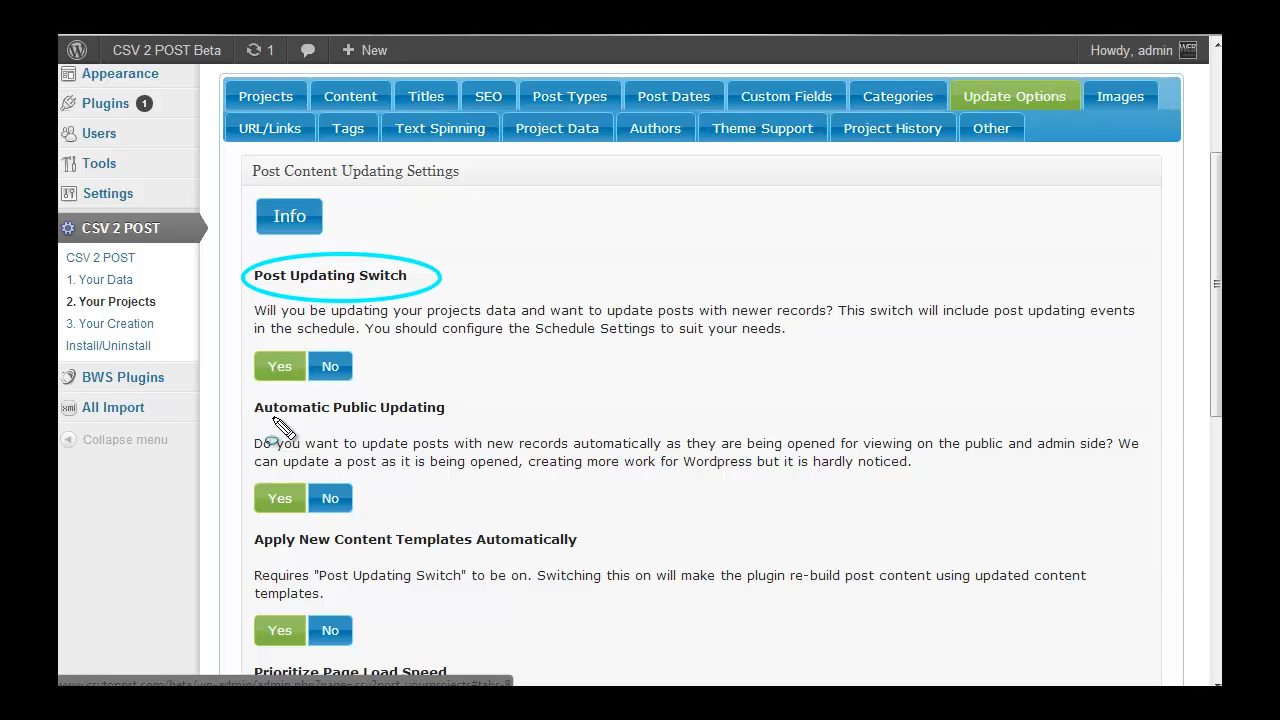 CSV 2 POST Beta 1 New Howdy, admin
Appearance
Plugins 1
Users
Tools
Settings
CSV 2 POST
CSV 2 POST
1. Your Data
2. Your Projects
3. Your Creation
Install/Uninstall
BWS Plugins
All Import
Collapse menu
Projects Content Titles SEO Post Types Post Dates Custom Fields Categories Update Options Images
URL/Links Tags Text Spinning Project Data Authors Theme Support Project History Other
Post Content Updating Settings
Info
Post Updating Switch
Will you be updating your projects data and want to update posts with newer records? This switch will include post updating events
in the schedule. You should configure the Schedule Settings to suit your needs.
Yes No
Automatic Public Updating
Do you want to update posts with new records automatically as they are being opened for viewing on the public and admin side? We
can update a post as it is being opened, creating more work for Wordpress but it is hardly noticed.
Yes No
Apply New Content Templates Automatically
Requires "Post Updating Switch" to be on. Switching this on will make the plugin re-build post content using updated content
templates.
Yes No
Prioritize Page Load Speed